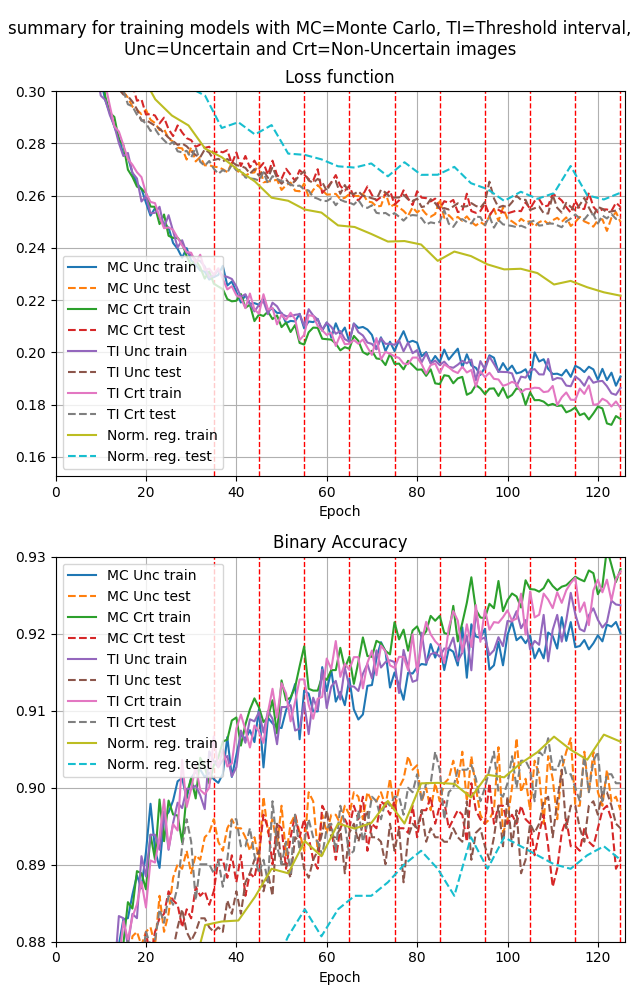 summary for training models with MC=Monte Carlo, TI=Threshold interval,
Unc=Uncertain and Crt=Non-Uncertain images
Loss function
0.30
0.28
0.26
0.24
0.22
0.20
0.18
0.16
MC Unc train
MC Unc test
MC Crt train
MC Crt test
TI Unc train
TI Unc test
TI Crt train
TI Crt test
Norm. reg. train
Norm. reg. test
0 20 40 60 80 100 120
Epoch
Binary Accuracy
0.93
0.92
0.91
0.90
0.89
0.88
MC Unc train
MC Unc test
MC Crt train
MC Crt test
TI Unc train
TI Unc test
TI Crt train
TI Crt test
Norm. reg. train
Norm. reg. test
0 20 40 60 80 100 120
Epoch